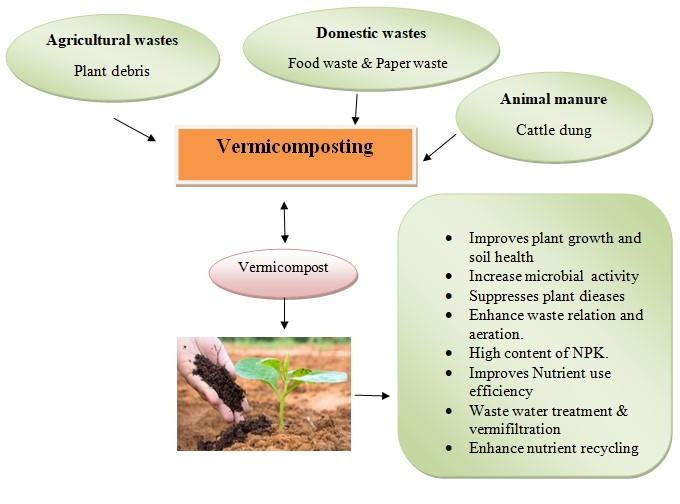 Agricultural wastes
Plant debris
Domestic wastes
Food waste & Paper waste
Animal manure
Cattle dung
Vermicomposting
Vermicompost
• Improves plant growth and
soil health
• Increase microbial activity
• Suppresses plant dieases
• Enhance waste relation and
aeration.
• High content of NPK.
• Improves Nutrient use
efficiency
• Waste water treatment &
vermifiltration
• Enhance nutrient recycling